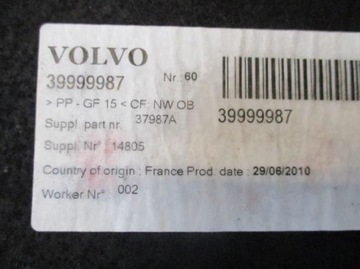 VOLVO
39999987 Nr.: 60
> PP - GF 15 < CF: NW OB
Suppl. part nr. 37987A 39999987
Suppl. Nr° 14805
Country of origin : France Prod. date : 29/06/2010
Worker Nr° 002